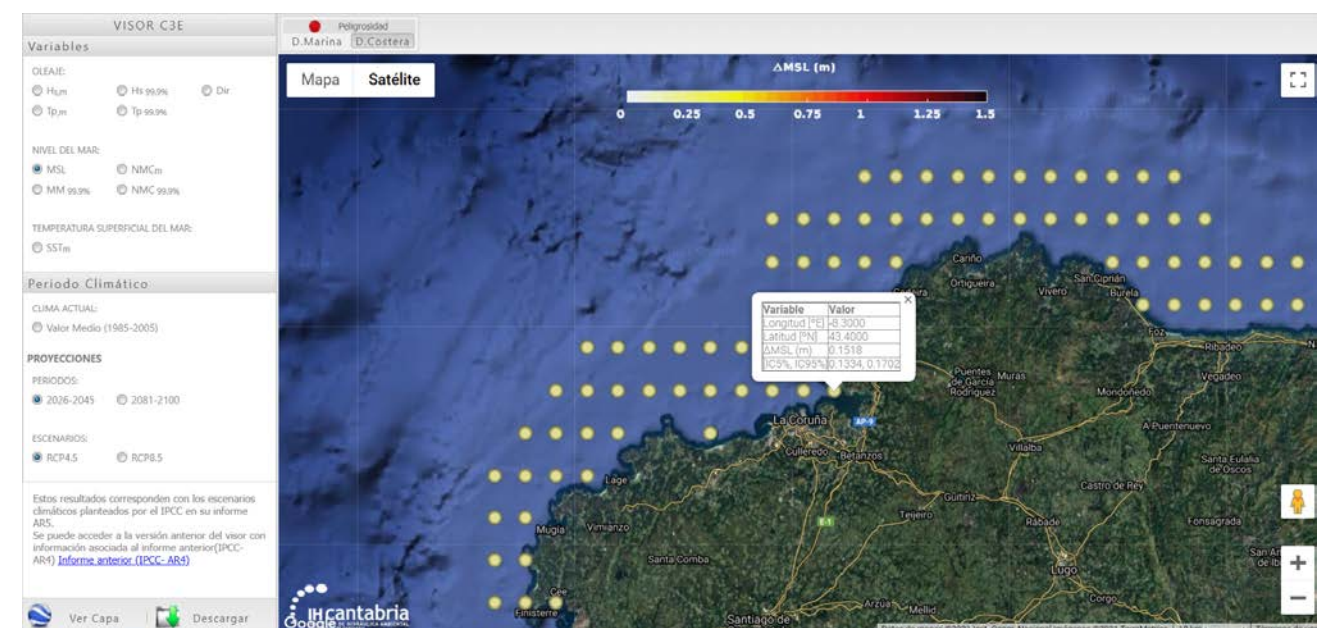 VISOR C3E
Variables
OLEAJE:
Hs,m Hs 99.9% Dir
Tp,m Tp 99.9%
NIVEL DEL MAR:
MSL NMCm
MM 99.9% NMC 99.9%
TEMPERATURA SUPERFICIAL DEL MAR:
SSTm
Periodo Climático
CLIMA ACTUAL:
Valor Medio (1985-2005)
PROYECCIONES
PERIODOS:
2026-2045 2081-2100
ESCENARIOS:
RCP4.5 RCP8.5
Estos resultados corresponden con los escenarios
climáticos planteados por el IPCC en su informe
AR5.
Se puede acceder a la versión anterior del visor con
información asociada al informe anterior(IPCC-
AR4) Informe anterior (IPCC- AR4)
Ver Capa Descargar
Peligrosidad
D.Marina D.Costera
Mapa Satélite
ΔMSL (m)
0 0.25 0.5 0.75 1 1.25 1.5
Cariño
Ortigueira
San Ciprián
Vivero
Burela
Variable Valor
Longitud [ºE] -8.3000
Latitud [ºN] 43.4000
ΔMSL (m) 0.1518
[IC5%, IC95%] 0.1334, 0.1702
Foz
Ribadeo
Puentes
de García
Rodríguez
Muras
Mondoñedo
Vegadeo
La Coruña
AP-9
A Puentenuevo
Culleredo
Betanzos
Villalba
Santa Eulalia
de Oscos
Lage
Castro de Rey
Guitiriz
Mugia
Vimianzo
E-1
Teijeiro
Rábade
Fonsagrada
Santa Comba
Lugo
Cee
Finisterre
Arzúa
Mellid
Corgo
Santiago de
IHcantabria
Google